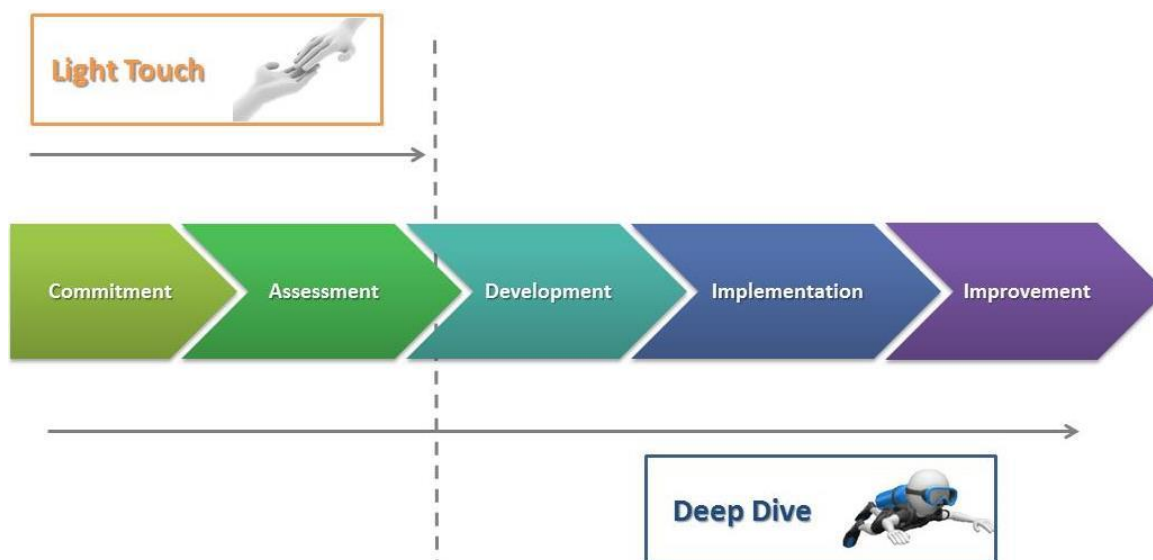 Light Touch
Commitment
Assessment
Development
Implementation
Improvement
Deep Dive